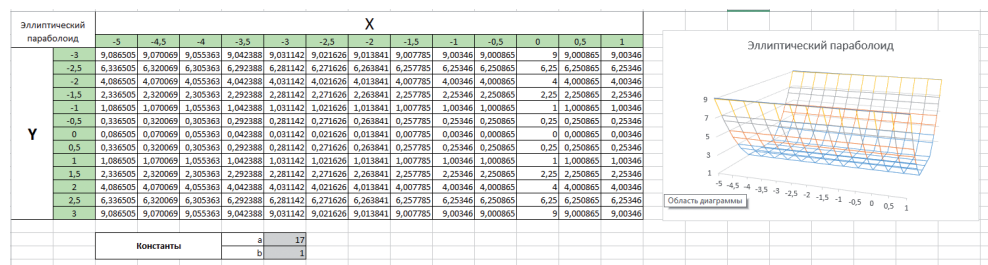 Эллиптический параболоид X
-5 -4,5 -4 -3,5 -3 -2,5 -2 -1,5 -1 -0,5 0 0,5 1
-3 9,086505 9,070069 9,055363 9,042388 9,031142 9,021626 9,013841 9,007785 9,00346 9,000865 9 9,000865 9,00346
-2,5 6,336505 6,320069 6,305363 6,292388 6,281142 6,271626 6,263841 6,257785 6,25346 6,250865 6,25 6,250865 6,25346
-2 4,086505 4,070069 4,055363 4,042388 4,031142 4,021626 4,013841 4,007785 4,00346 4,000865 4 4,000865 4,00346
-1,5 2,336505 2,320069 2,305363 2,292388 2,281142 2,271626 2,263841 2,257785 2,25346 2,250865 2,25 2,250865 2,25346
-1 1,086505 1,070069 1,055363 1,042388 1,031142 1,021626 1,013841 1,007785 1,00346 1,000865 1 1,000865 1,00346
-0,5 0,336505 0,320069 0,305363 0,292388 0,281142 0,271626 0,263841 0,257785 0,25346 0,250865 0,25 0,250865 0,25346
Y 0 0,086505 0,070069 0,055363 0,042388 0,031142 0,021626 0,013841 0,007785 0,00346 0,000865 0 0,000865 0,00346
0,5 0,336505 0,320069 0,305363 0,292388 0,281142 0,271626 0,263841 0,257785 0,25346 0,250865 0,25 0,250865 0,25346
1 1,086505 1,070069 1,055363 1,042388 1,031142 1,021626 1,013841 1,007785 1,00346 1,000865 1 1,000865 1,00346
1,5 2,336505 2,320069 2,305363 2,292388 2,281142 2,271626 2,263841 2,257785 2,25346 2,250865 2,25 2,250865 2,25346
2 4,086505 4,070069 4,055363 4,042388 4,031142 4,021626 4,013841 4,007785 4,00346 4,000865 4 4,000865 4,00346
2,5 6,336505 6,320069 6,305363 6,292388 6,281142 6,271626 6,263841 6,257785 6,25346 6,250865 6,25 6,250865 6,25346
3 9,086505 9,070069 9,055363 9,042388 9,031142 9,021626 9,013841 9,007785 9,00346 9,000865 9 9,000865 9,00346
Константы a 17
b 1
Эллиптический параболоид
9
7
5
3
1
-5 -4,5 -4 -3,5 -3 -2,5 -2 -1,5 -1 -0,5 0 0,5 1
Область диаграммы